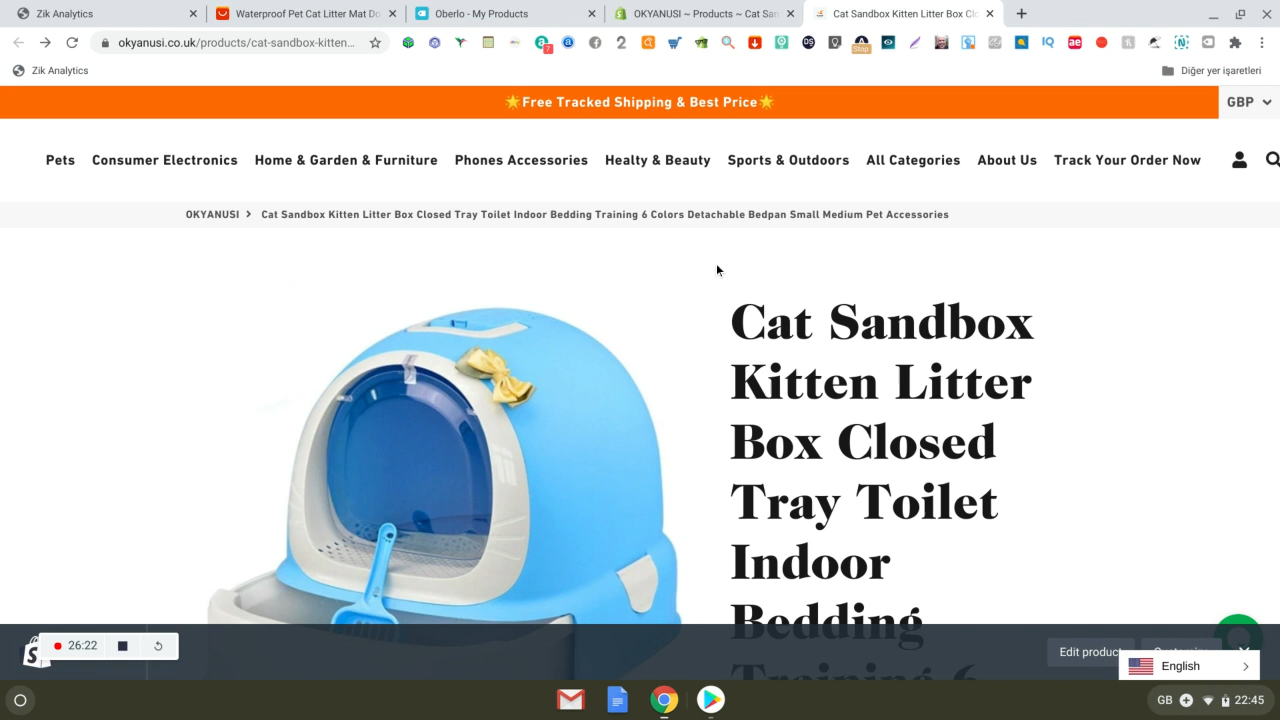 Zik Analytics
Waterproof Pet Cat Litter Mat Do
Oberlo - My Products
OKYANUSI ~ Products ~ Cat San
Cat Sandbox Kitten Litter Box Clo
okyanusi.co.uk/products/cat-sandbox-kitten...
Zik Analytics
Diğer yer işaretleri
🌟Free Tracked Shipping & Best Price🌟
GBP
Pets Consumer Electronics Home & Garden & Furniture Phones Accessories Healty & Beauty Sports & Outdoors All Categories About Us Track Your Order Now
OKYANUSI > Cat Sandbox Kitten Litter Box Closed Tray Toilet Indoor Bedding Training 6 Colors Detachable Bedpan Small Medium Pet Accessories
Cat Sandbox
Kitten Litter
Box Closed
Tray Toilet
Indoor
Bedding
Training 6
26:22
Edit product
English
GB
22:45